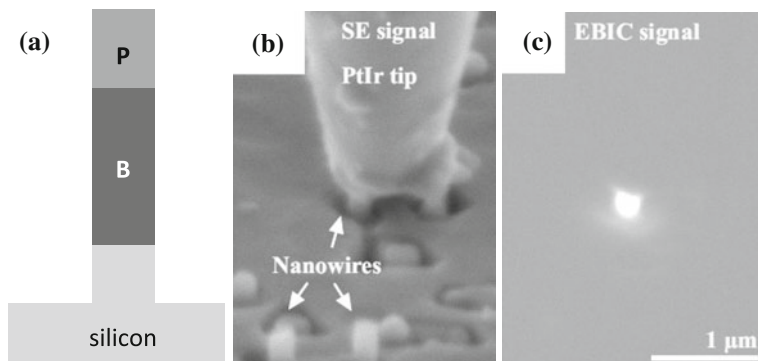 (a)
P
B
silicon
(b)
SE signal
PtIr tip
Nanowires
(c)
EBIC signal
1 μm